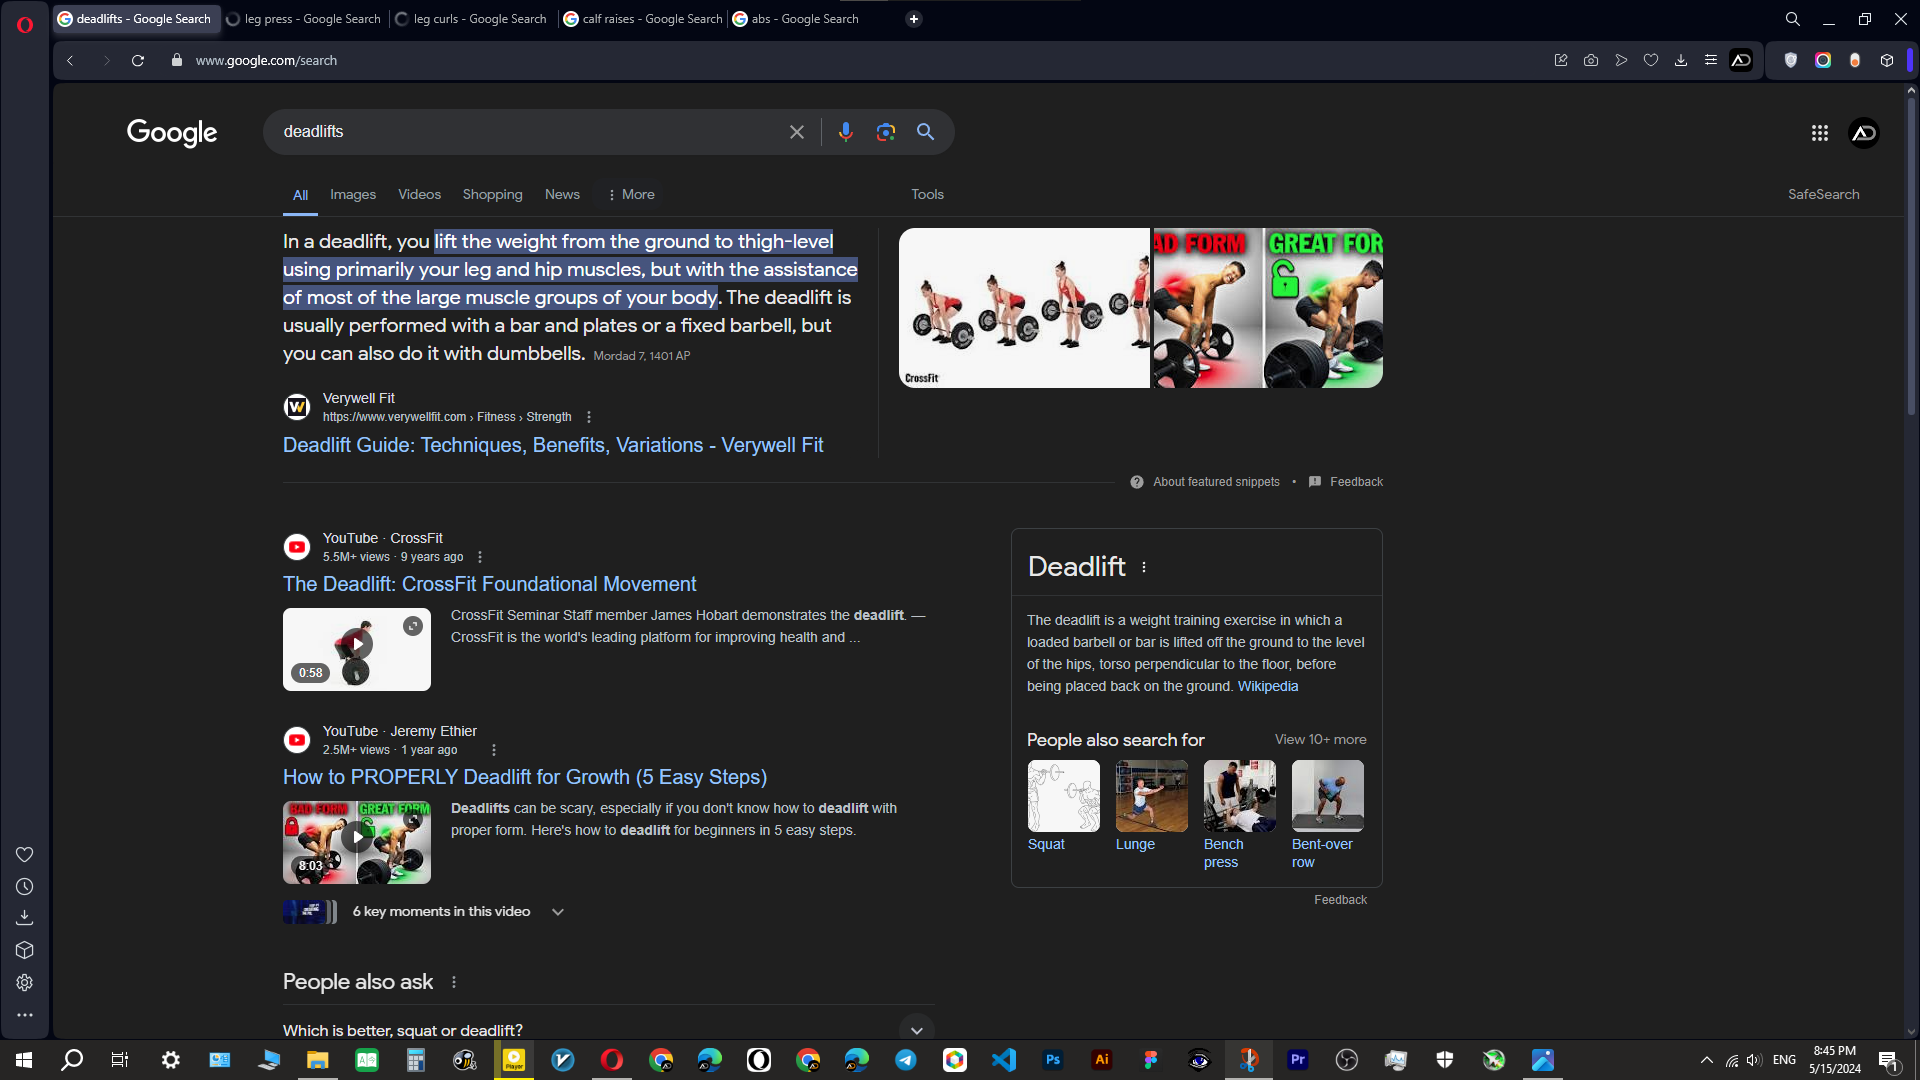 deadlifts - Google Search
leg press - Google Search
leg curls - Google Search
calf raises - Google Search
abs - Google Search
www.google.com/search
Google
deadlifts
All
Images
Videos
Shopping
News
More
Tools
SafeSearch
In a deadlift, you lift the weight from the ground to thigh-level
using primarily your leg and hip muscles, but with the assistance
of most of the large muscle groups of your body. The deadlift is
usually performed with a bar and plates or a fixed barbell, but
you can also do it with dumbbells. Mordad 7, 1401 AP
CrossFit
BAD FORM
GREAT FOR
Verywell Fit
https://www.verywellfit.com › Fitness › Strength
Deadlift Guide: Techniques, Benefits, Variations - Verywell Fit
About featured snippets • Feedback
YouTube · CrossFit
5.5M+ views · 9 years ago
The Deadlift: CrossFit Foundational Movement
0:58
CrossFit Seminar Staff member James Hobart demonstrates the deadlift. —
CrossFit is the world's leading platform for improving health and ...
YouTube · Jeremy Ethier
2.5M+ views · 1 year ago
How to PROPERLY Deadlift for Growth (5 Easy Steps)
BAD FORM
GREAT FORM
8:03
Deadlifts can be scary, especially if you don't know how to deadlift with
proper form. Here's how to deadlift for beginners in 5 easy steps.
6 key moments in this video
People also ask
Which is better, squat or deadlift?
Deadlift
The deadlift is a weight training exercise in which a
loaded barbell or bar is lifted off the ground to the level
of the hips, torso perpendicular to the floor, before
being placed back on the ground. Wikipedia
People also search for
View 10+ more
Squat
Lunge
Bench
press
Bent-over
row
Feedback
Player
Ps
Ai
Pr
ENG
8:45 PM
5/15/2024
1